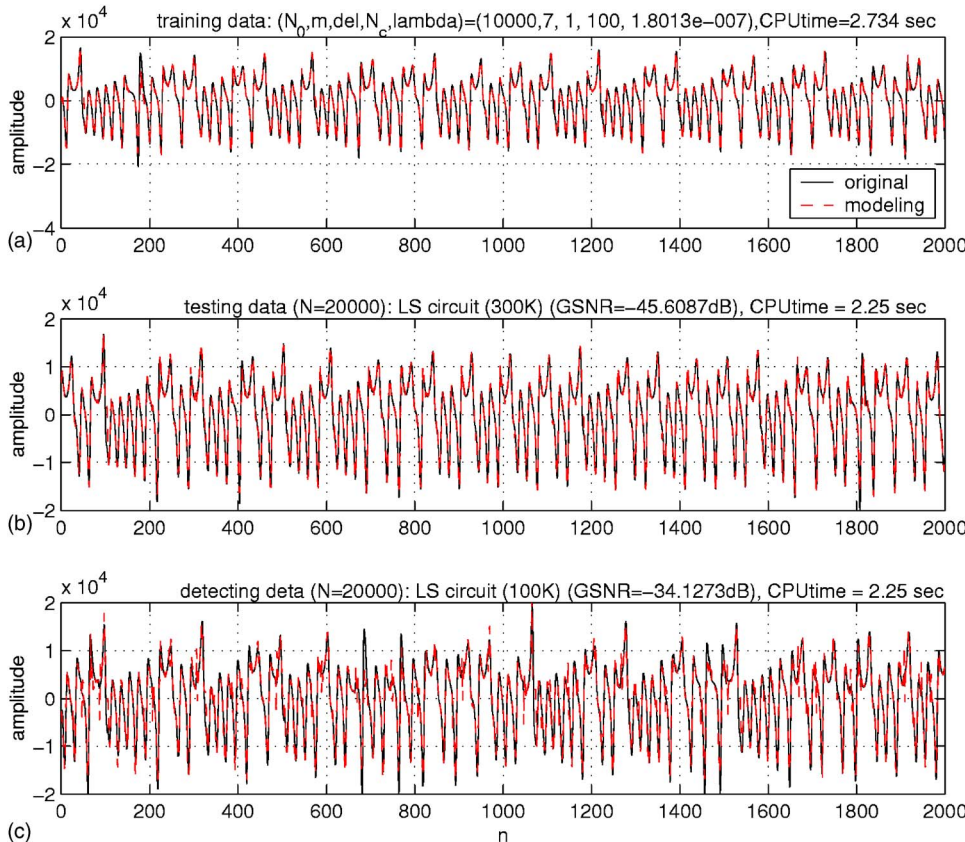 training data: (N_0,m,del,N_c,lambda)=(10000,7, 1, 100, 1.8013e-007),CPUtime=2.734 sec
x 10^4
2
0
−2
−4
amplitude
original
modeling
(a)
0 200 400 600 800 1000 1200 1400 1600 1800 2000
testing data (N=20000): LS circuit (300K) (GSNR=−45.6087dB), CPUtime = 2.25 sec
x 10^4
2
1
0
−1
−2
amplitude
(b)
0 200 400 600 800 1000 1200 1400 1600 1800 2000
detecting deta (N=20000): LS circuit (100K) (GSNR=−34.1273dB), CPUtime = 2.25 sec
x 10^4
2
1
0
−1
−2
amplitude
(c)
0 200 400 600 800 1000 1200 1400 1600 1800 2000
n